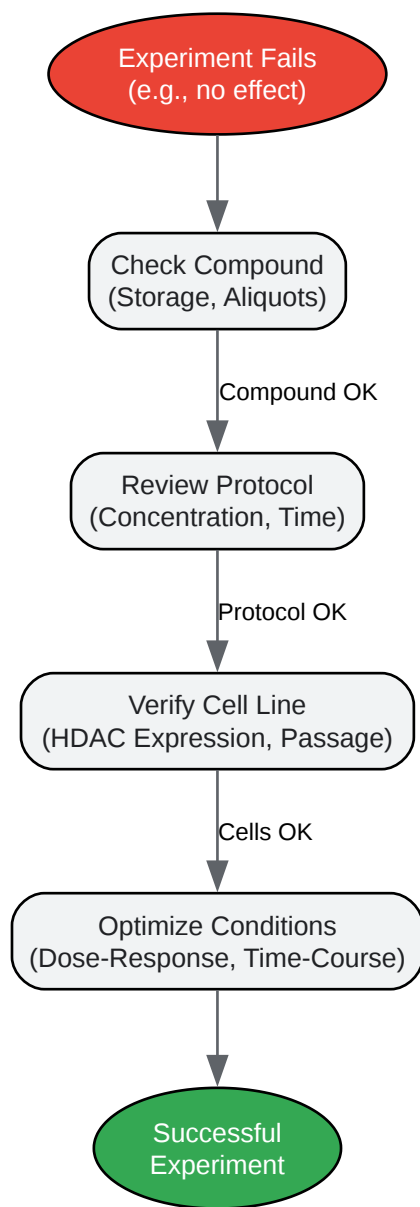 Experiment Fails
(e.g., no effect)
Check Compound
(Storage, Aliquots)
Compound OK
Review Protocol
(Concentration, Time)
Protocol OK
Verify Cell Line
(HDAC Expression, Passage)
Cells OK
Optimize Conditions
(Dose-Response, Time-Course)
Successful
Experiment